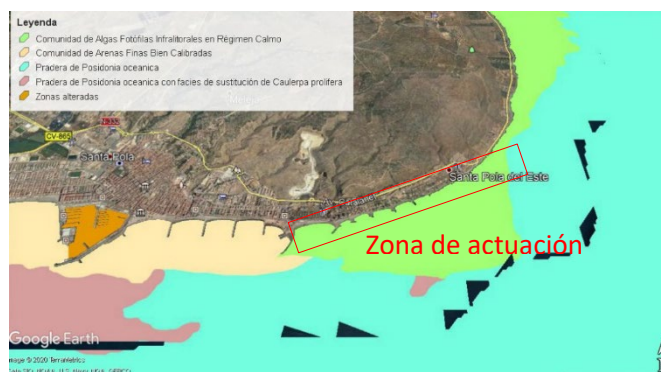 Leyenda
Comunidad de Algas Fotófilas Infralitorales en Régimen Calmo
Comunidad de Arenas Finas Bien Calibradas
Pradera de Posidonia oceanica
Pradera de Posidonia oceanica con facies de sustitución de Caulerpa prolifera
Zonas alteradas
CV-865
Santa Pola
Santa Pola del Este
Zona de actuación
Google Earth
Image © 2020 TerraMetrics